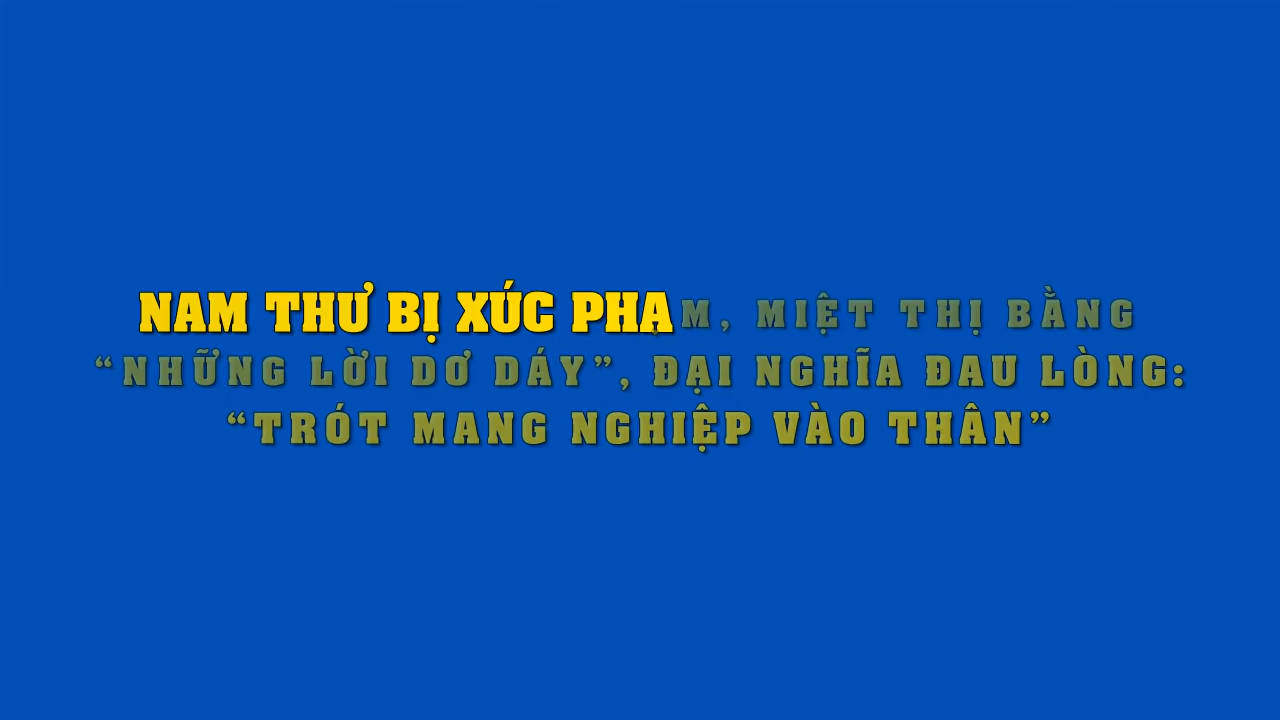 NAM THƯ BỊ XÚC PHẠM, MIỆT THỊ BẰNG
“NHỮNG LỜI DƠ DÁY”, ĐẠI NGHĨA ĐAU LÒNG:
“TRÓT MANG NGHIỆP VÀO THÂN”